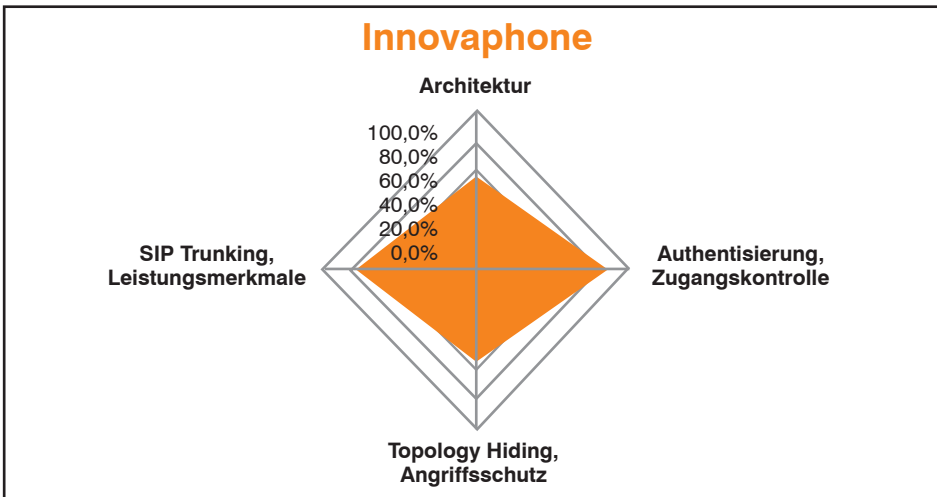 Innovaphone
Architektur
100,0%
80,0%
60,0%
40,0%
20,0%
0,0%
SIP Trunking,
Leistungsmerkmale
Authentisierung,
Zugangskontrolle
Topology Hiding,
Angriffsschutz